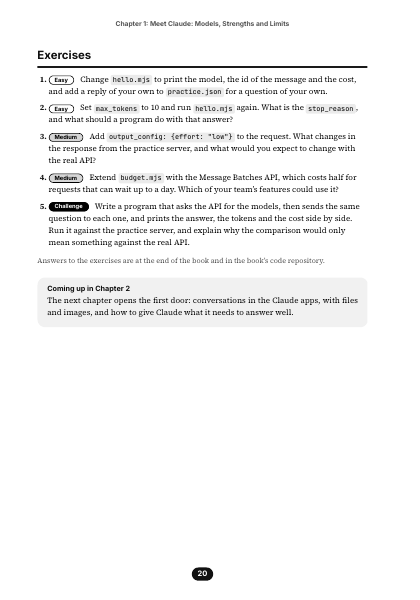 Chapter 1: Meet Claude: Models, Strengths and Limits
Exercises
1. Easy Change hello.mjs to print the model, the id of the message and the cost,
and add a reply of your own to practice.json for a question of your own.
2. Easy Set max_tokens to 10 and run hello.mjs again. What is the stop_reason,
and what should a program do with that answer?
3. Medium Add output_config: {effort: "low"} to the request. What changes in
the response from the practice server, and what would you expect to change with
the real API?
4. Medium Extend budget.mjs with the Message Batches API, which costs half for
requests that can wait up to a day. Which of your team's features could use it?
5. Challenge Write a program that asks the API for the models, then sends the same
question to each one, and prints the answer, the tokens and the cost side by side.
Run it against the practice server, and explain why the comparison would only
mean something against the real API.
Answers to the exercises are at the end of the book and in the book's code repository.
Coming up in Chapter 2
The next chapter opens the first door: conversations in the Claude apps, with files
and images, and how to give Claude what it needs to answer well.
20